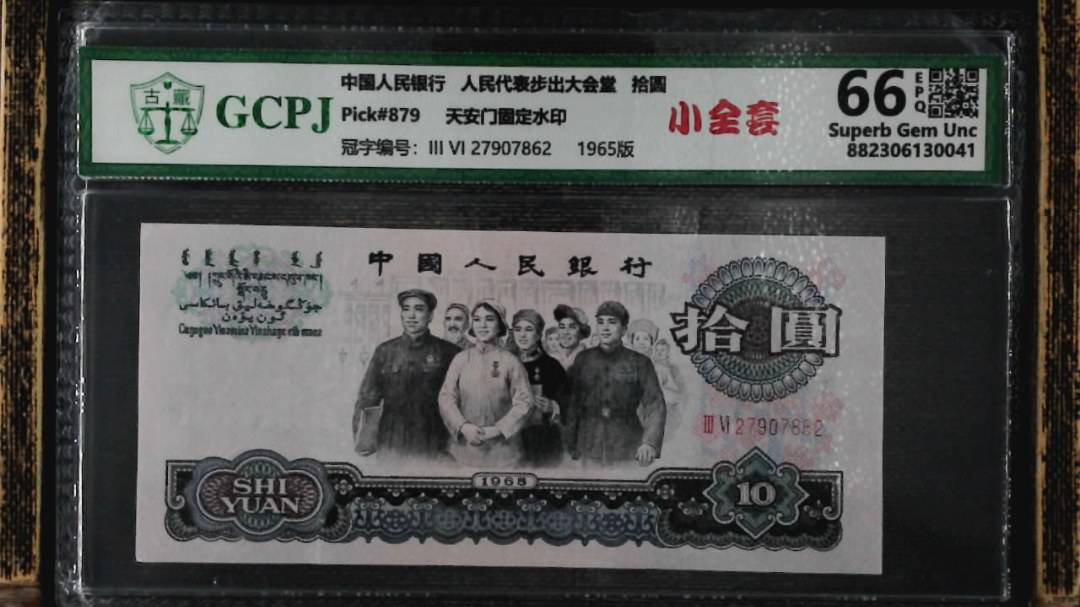 中国人民银行 人民代表步出大会堂 拾圆
古藏
GCPJ
Pick#879 天安门固定水印
冠字编号: III VI 27907862 1965版
小全套
66
EPQ
Superb Gem Unc
882306130041
中國人民銀行
拾圓
III VI 27907862
1965
SHI
YUAN
10